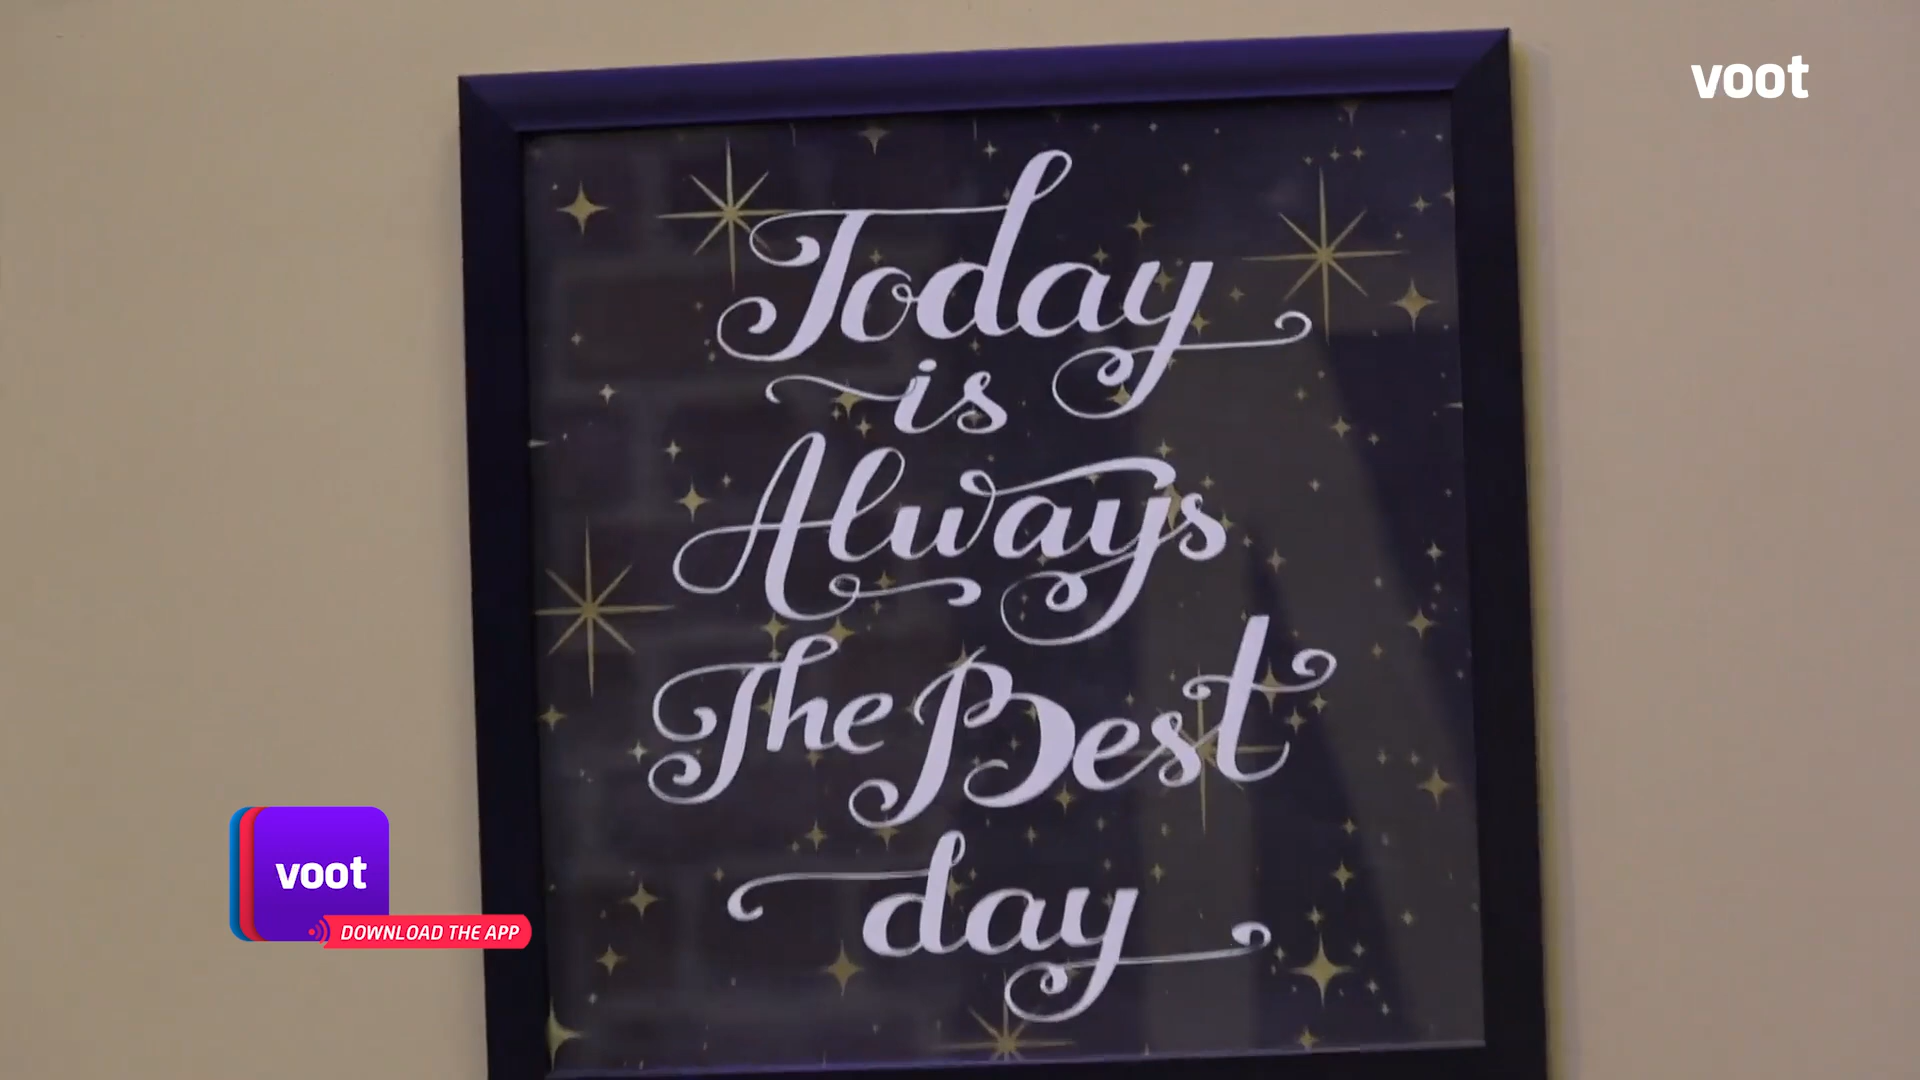 voot
Today
is
Always
The Best
day
voot
DOWNLOAD THE APP